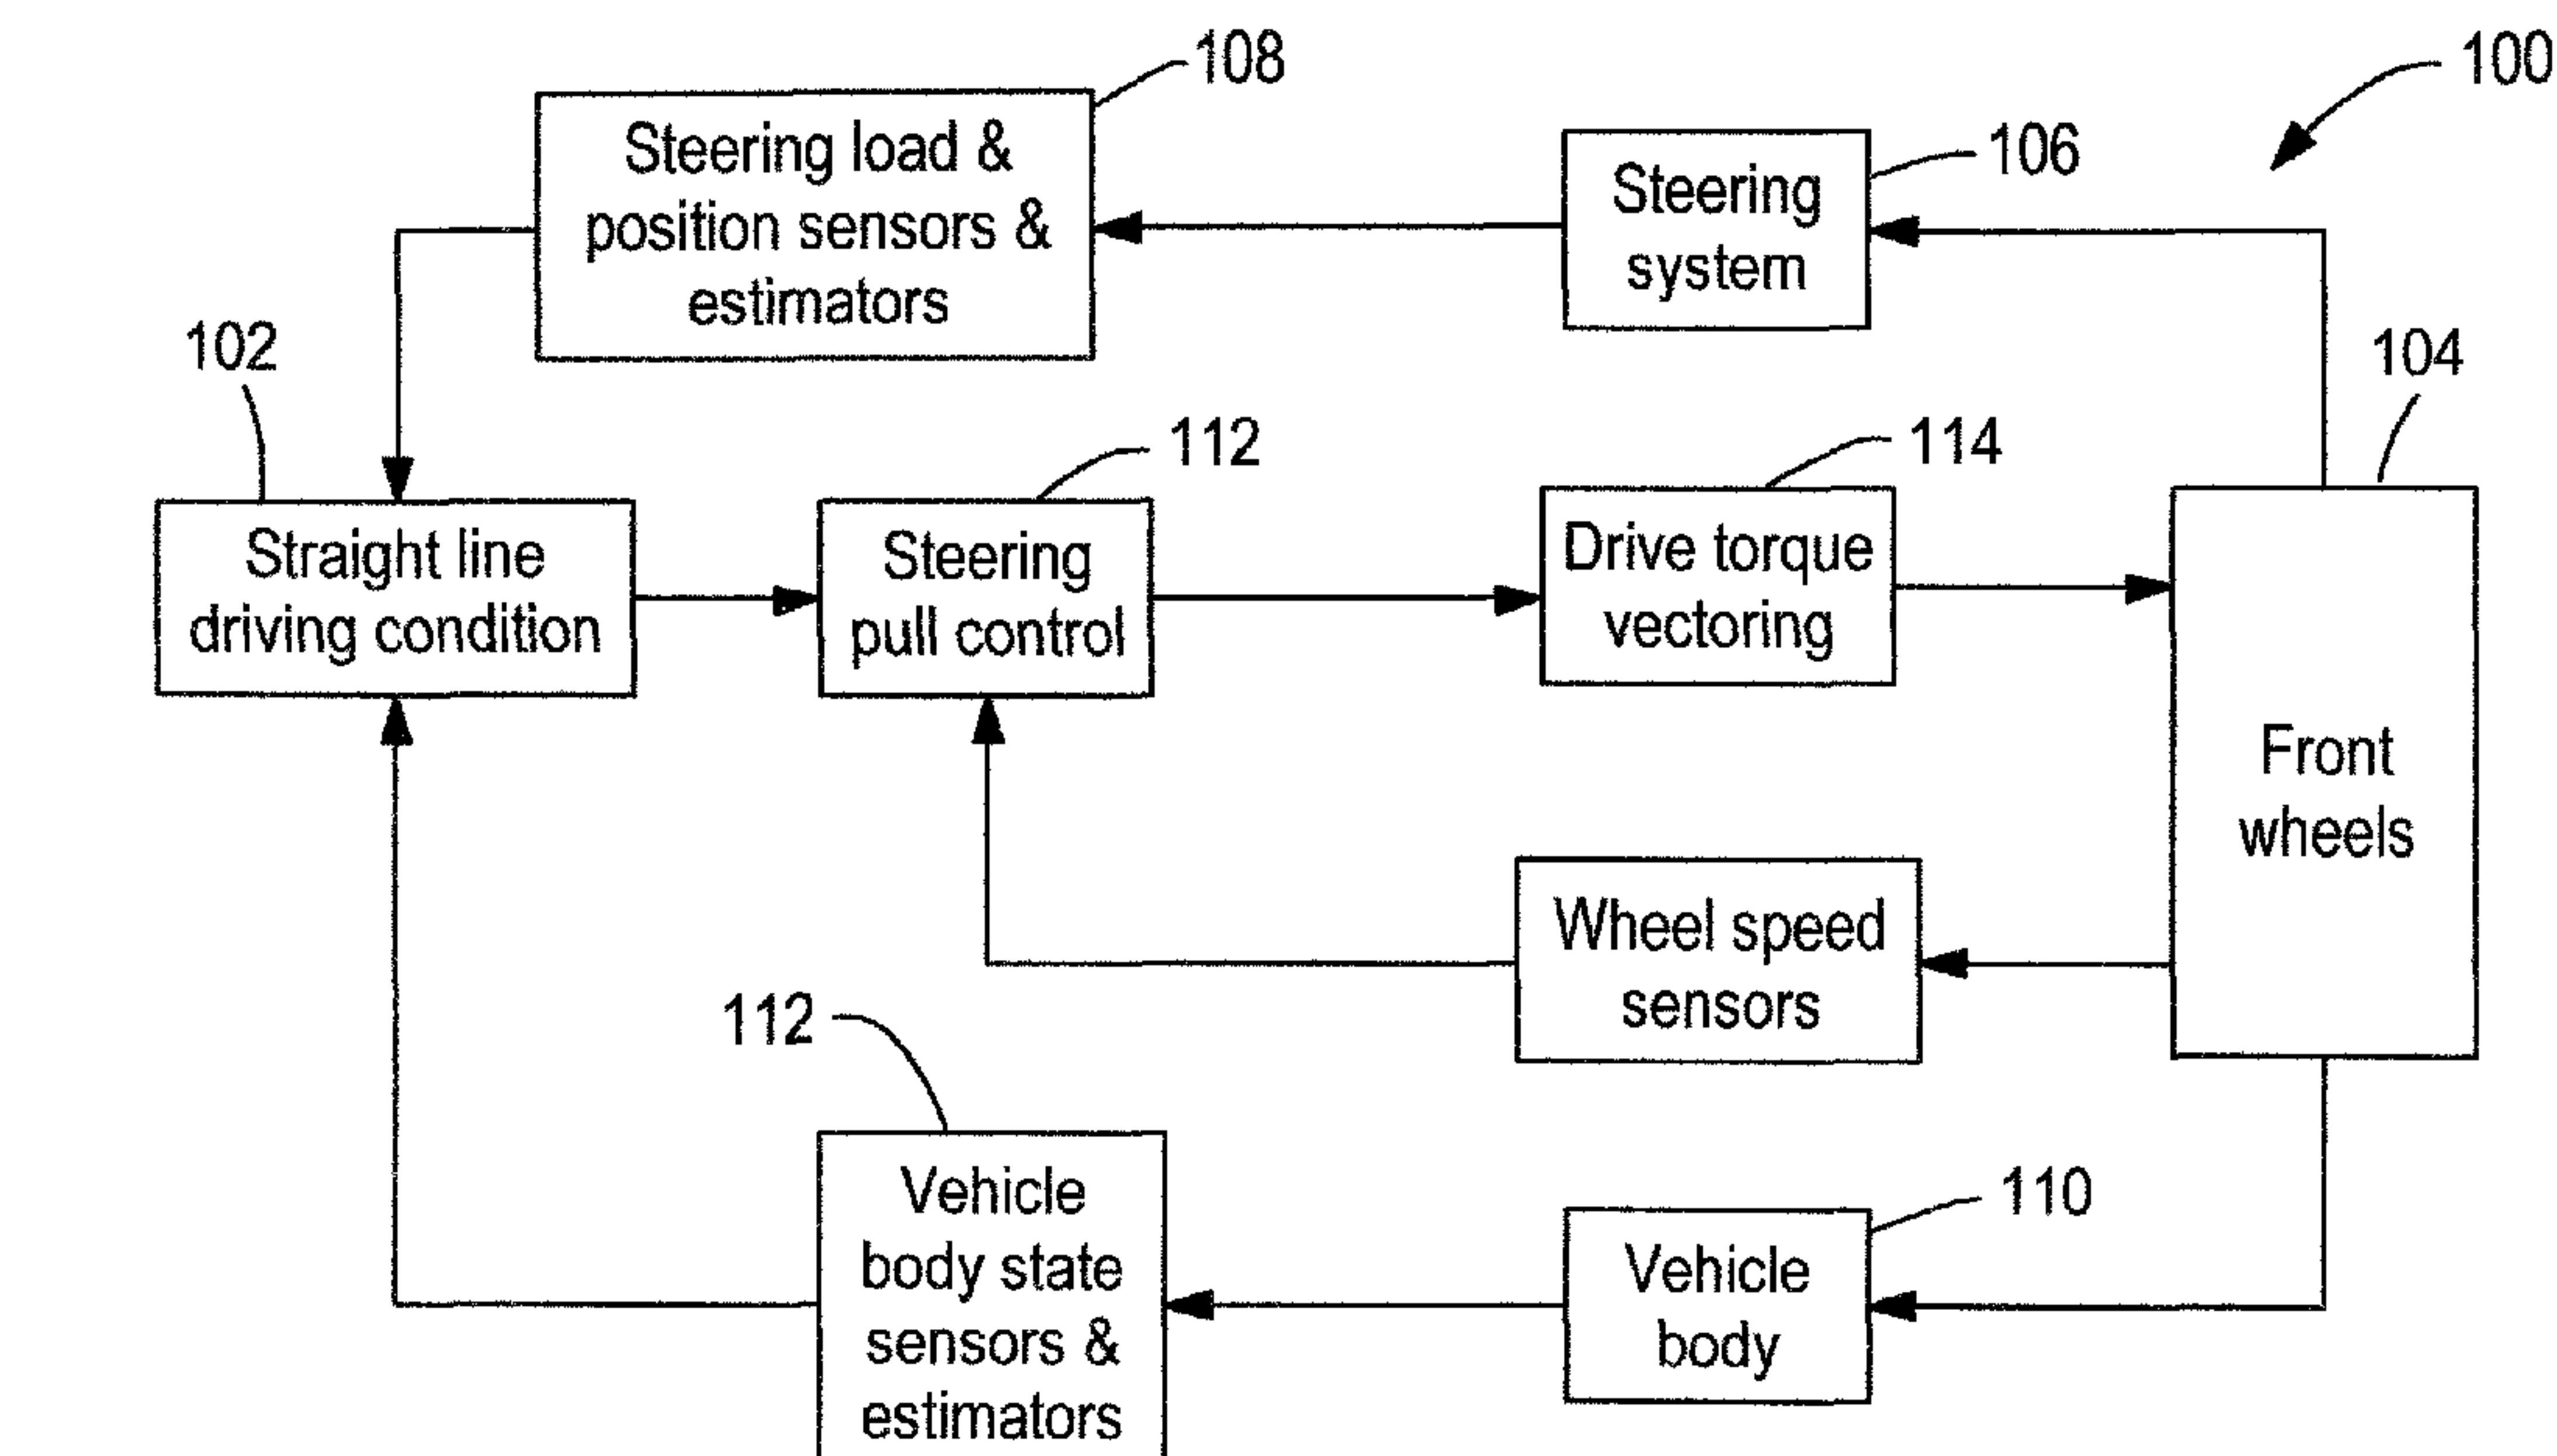 108
100
Steering load &
position sensors &
estimators
106
Steering
system
102
104
112
114
Straight line
driving condition
Steering
pull control
Drive torque
vectoring
Front
wheels
Wheel speed
sensors
112
Vehicle
body state
sensors &
estimators
110
Vehicle
body